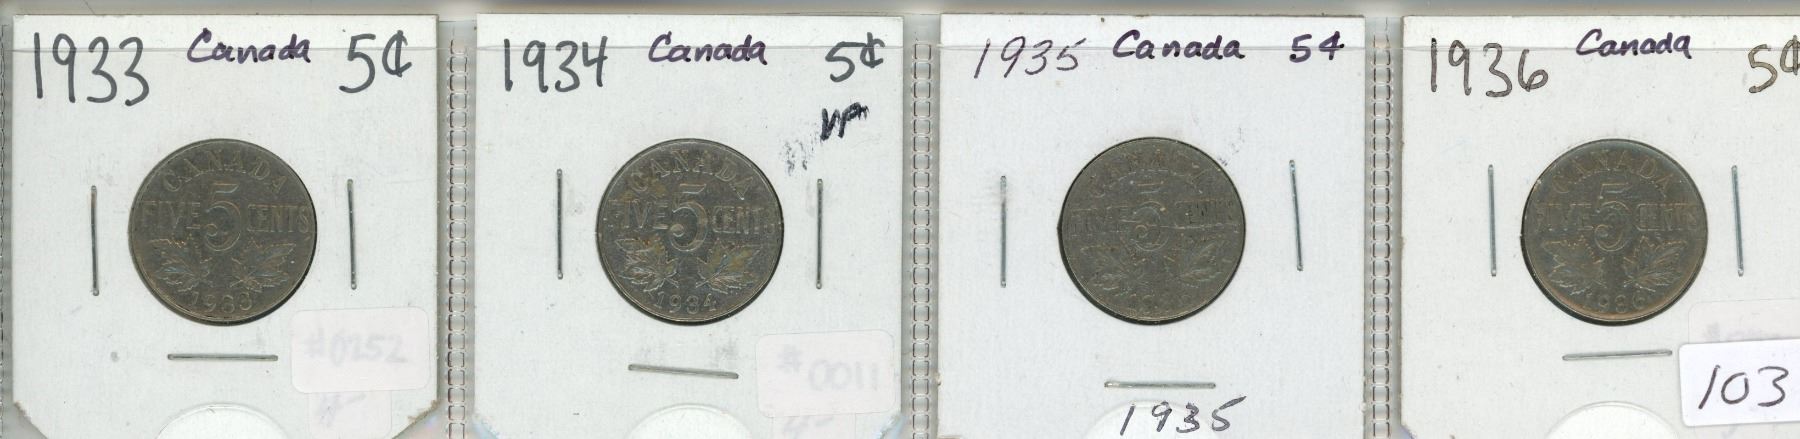 1933 Canada 5¢
CANADA
FIVE 5 CENTS
1933
#0252
1934 Canada 5¢
VF
CANADA
FIVE 5 CENTS
1934
#0011
1935 Canada 5¢
CANADA
FIVE 5 CENTS
1935
1936 Canada 5¢
CANADA
FIVE 5 CENTS
1936
103